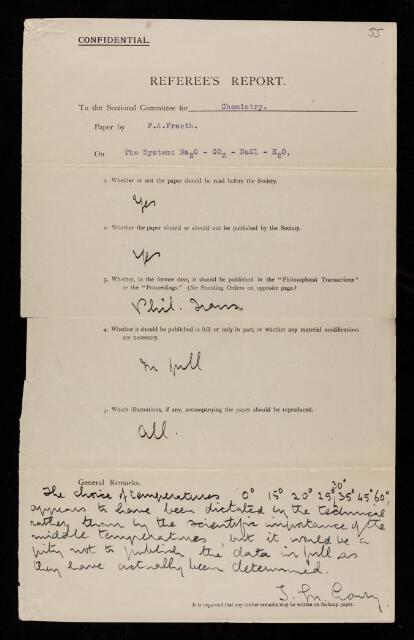 55
CONFIDENTIAL.
REFEREE'S REPORT.
To the Sectional Committee for Chemistry.
Paper by F.A.Freeth.
On The System: Na2O - CO2 - NaCl - H2O.
1. Whether or not the paper should be read before the Society.
Yes
2. Whether the paper should or should not be published by the Society.
Yes
3. Whether, in the former case, it should be published in the "Philosophical Transactions"
or the "Proceedings." (See Standing Orders on opposite page.)
Phil. Trans
4. Whether it should be published in full or only in part, or whether any material modifications
are necessary.
In full
5. Which illustrations, if any, accompanying the paper should be reproduced.
All.
General Remarks.
30°
The choice of temperatures 0° 15° 20° 25° 35° 45° 60°,
appears to have been dictated by the technical
rather than by the scientific importance of the
middle temperatures, but it would be a
pity not to publish the data in full as
they have actually been determined.
T. M. Lowry.
It is requested that any further remarks may be written on foolscap paper.